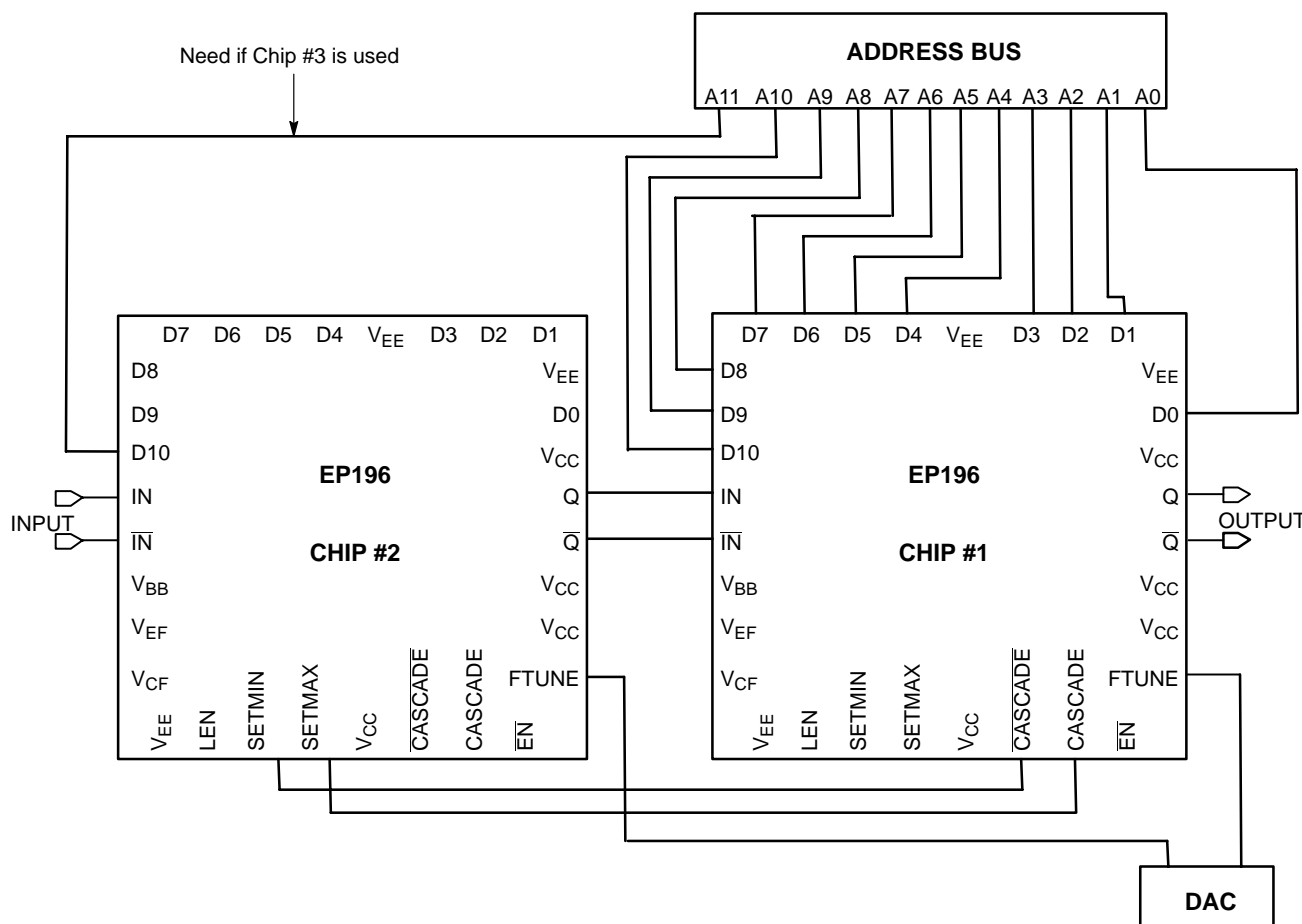 Need if Chip #3 is used
ADDRESS BUS
A11 A10 A9 A8 A7 A6 A5 A4 A3 A2 A1 A0
D7 D6 D5 D4 VEE D3 D2 D1
D8
D9
D10
IN
IN
VBB
VEF
VCF
VEE
D0
VCC
Q
Q
VCC
VCC
FTUNE
EP196
CHIP #2
VEE LEN SETMIN SETMAX VCC CASCADE CASCADE EN
INPUT
D7 D6 D5 D4 VEE D3 D2 D1
D8
D9
D10
IN
IN
VBB
VEF
VCF
VEE
D0
VCC
Q
Q
VCC
VCC
FTUNE
EP196
CHIP #1
VEE LEN SETMIN SETMAX VCC CASCADE CASCADE EN
OUTPUT
DAC